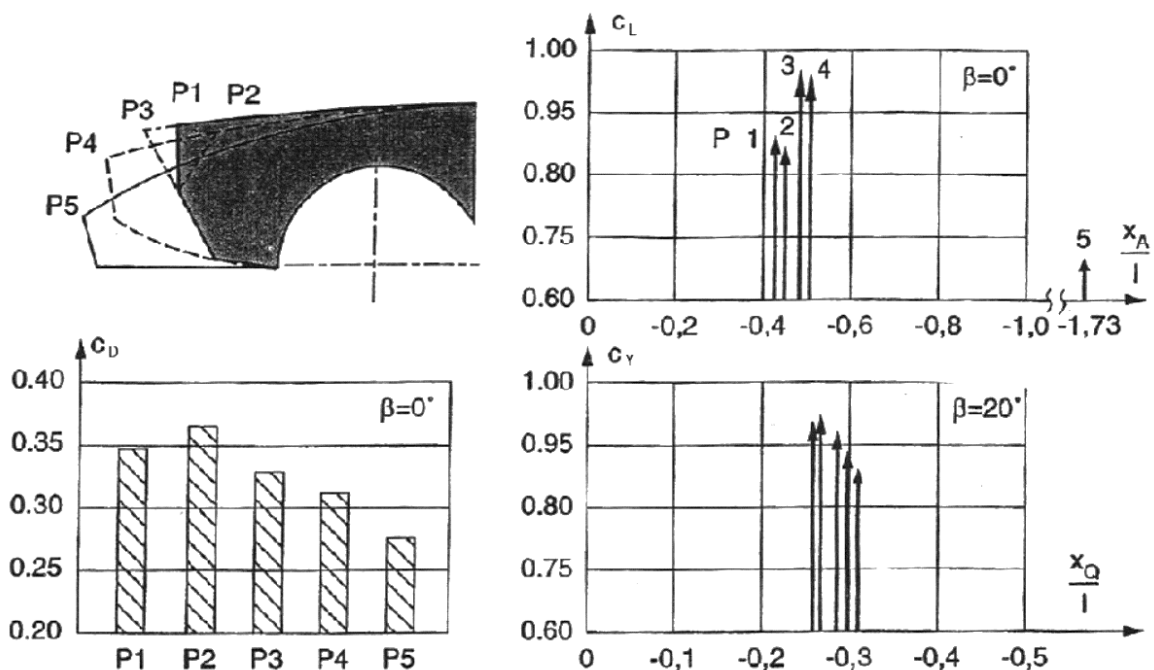 P1
P2
P3
P4
P5
c_L
1.00
0.95
0.80
0.75
0.60
β=0°
P 1
2
3
4
5
x_A
l
0
-0,2
-0,4
-0,6
-0,8
-1,0
-1,73
c_D
0.40
0.35
0.30
0.25
0.20
β=0°
P1
P2
P3
P4
P5
c_Y
1.00
0.95
0.80
0.75
0.60
β=20°
x_Q
l
0
-0,1
-0,2
-0,3
-0,4
-0,5